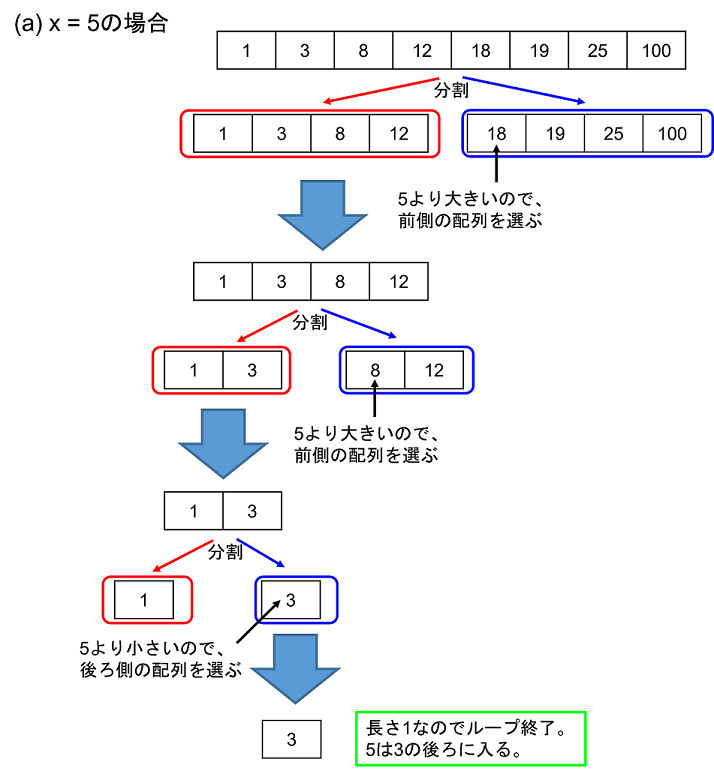 (a) x = 5の場合
1 3 8 12 18 19 25 100
分割
1 3 8 12 18 19 25 100
5より大きいので、
前側の配列を選ぶ
1 3 8 12
分割
1 3 8 12
5より大きいので、
前側の配列を選ぶ
1 3
分割
1 3
5より小さいので、
後ろ側の配列を選ぶ
3
長さ1なのでループ終了。
5は3の後ろに入る。